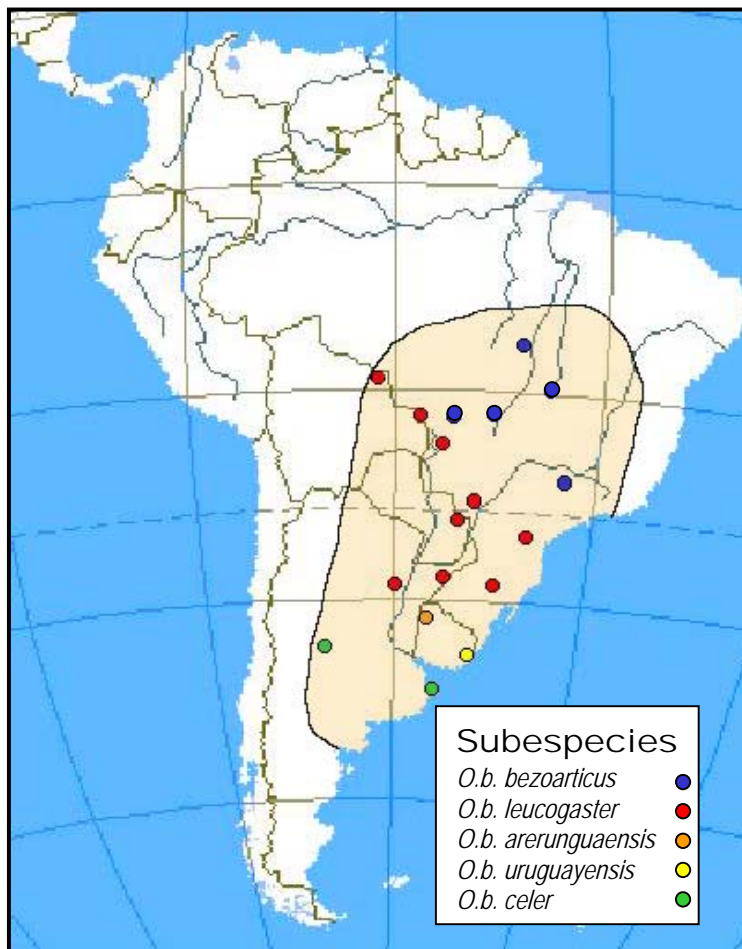 Subespecies
O.b. bezoarticus
O.b. leucogaster
O.b. arerunguaensis
O.b. uruguayensis
O.b. celer